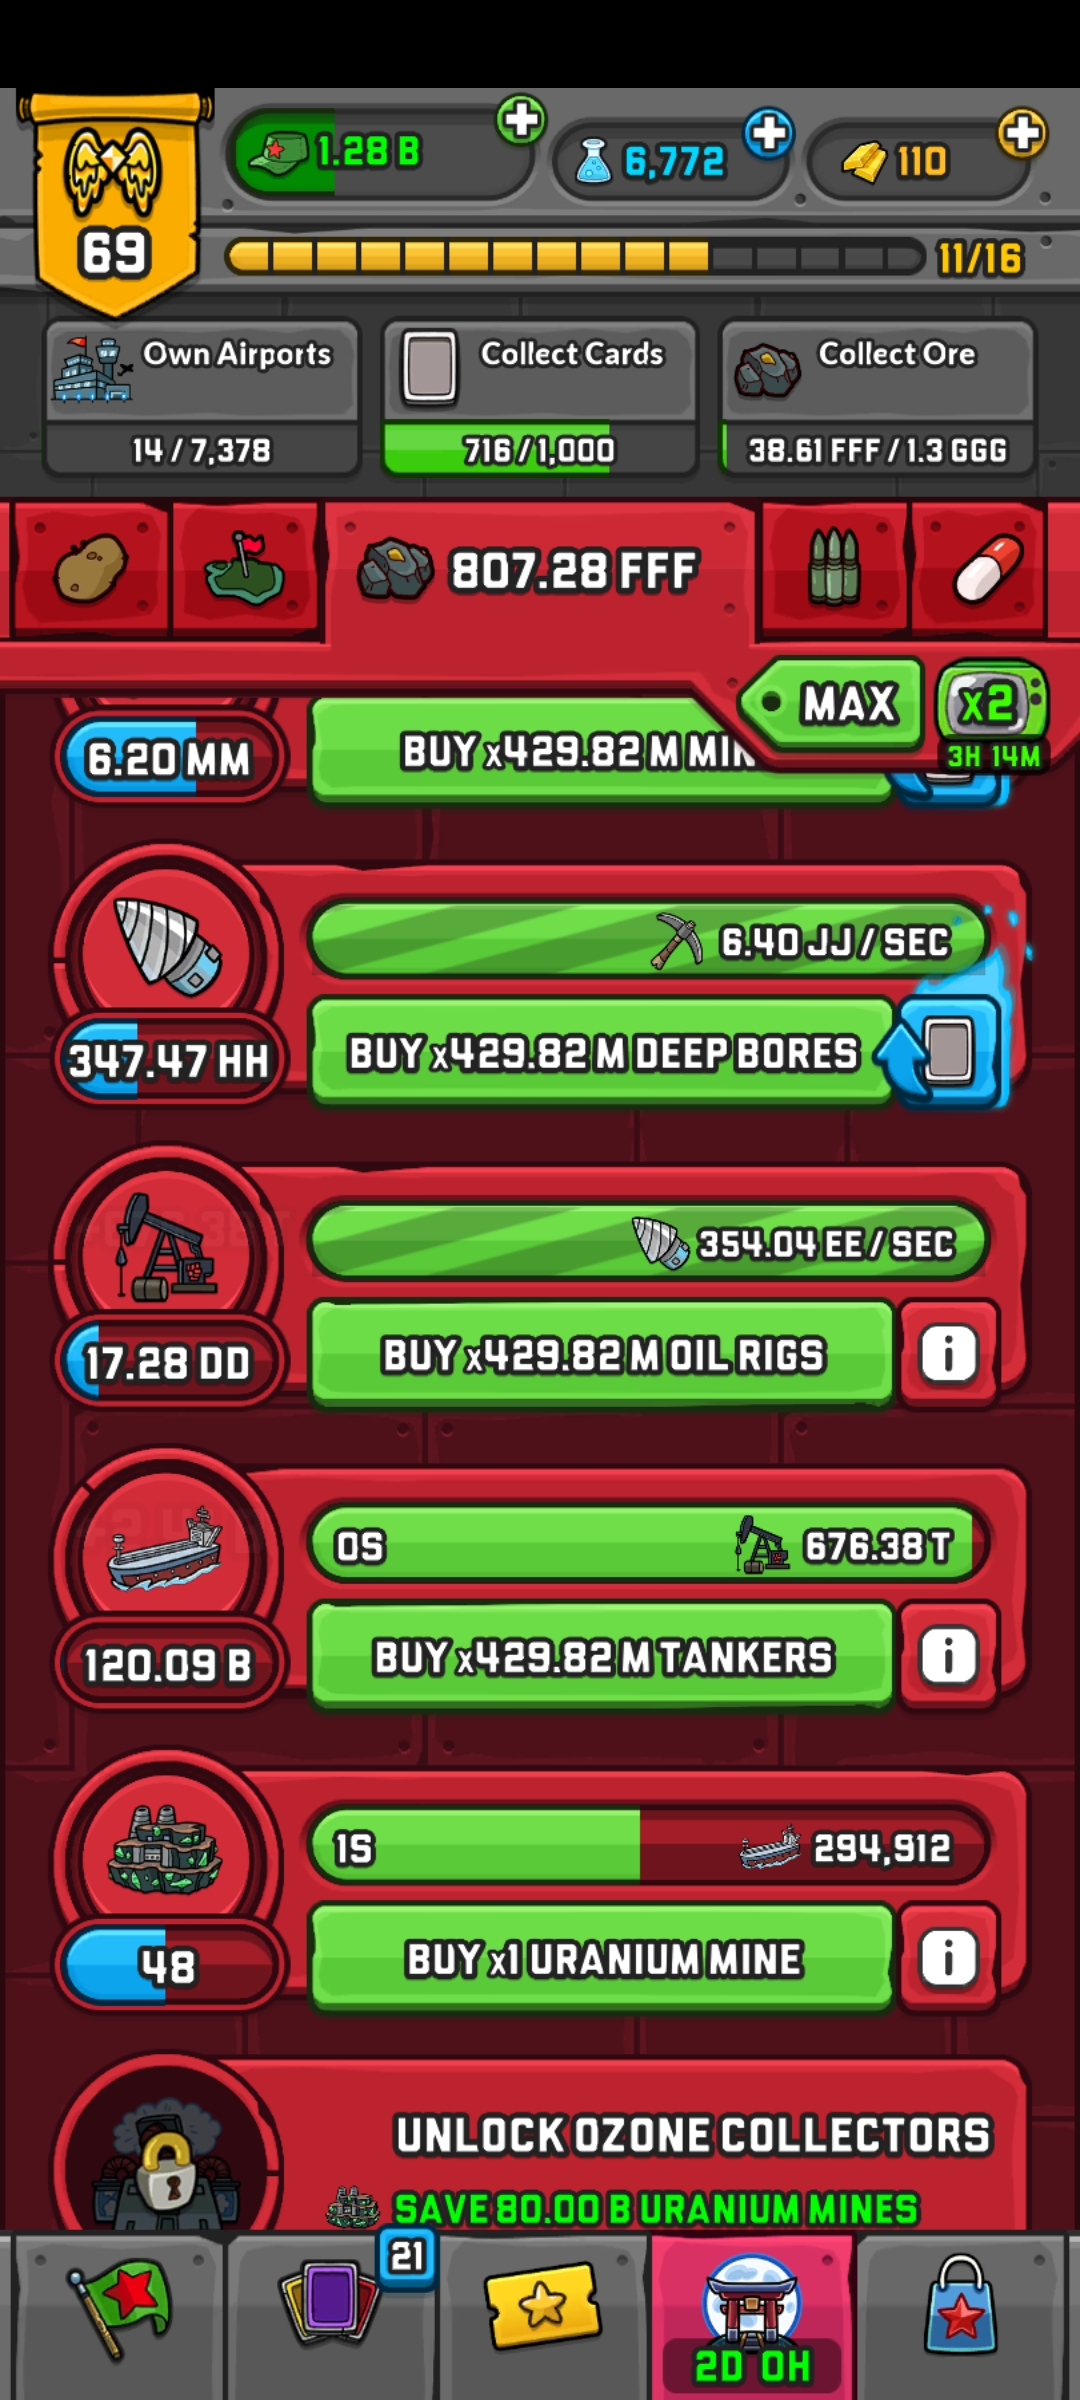 1.28 B
6,772
110
69
11/16
Own Airports
Collect Cards
Collect Ore
14/7,378
716/1,000
38.61 FFF/1.3 GGG
807.28 FFF
MAX
x2
3H 14M
6.20 MM
BUY x429.82 M MIN
6.40 JJ/SEC
347.47 HH
BUY x429.82 M DEEP BORES
354.04 EE/SEC
17.28 DD
BUY x429.82 M OIL RIGS
0S
676.38 T
120.09 B
BUY x429.82 M TANKERS
1S
294,912
48
BUY x1 URANIUM MINE
UNLOCK OZONE COLLECTORS
SAVE 80.00 B URANIUM MINES
21
2D 0H